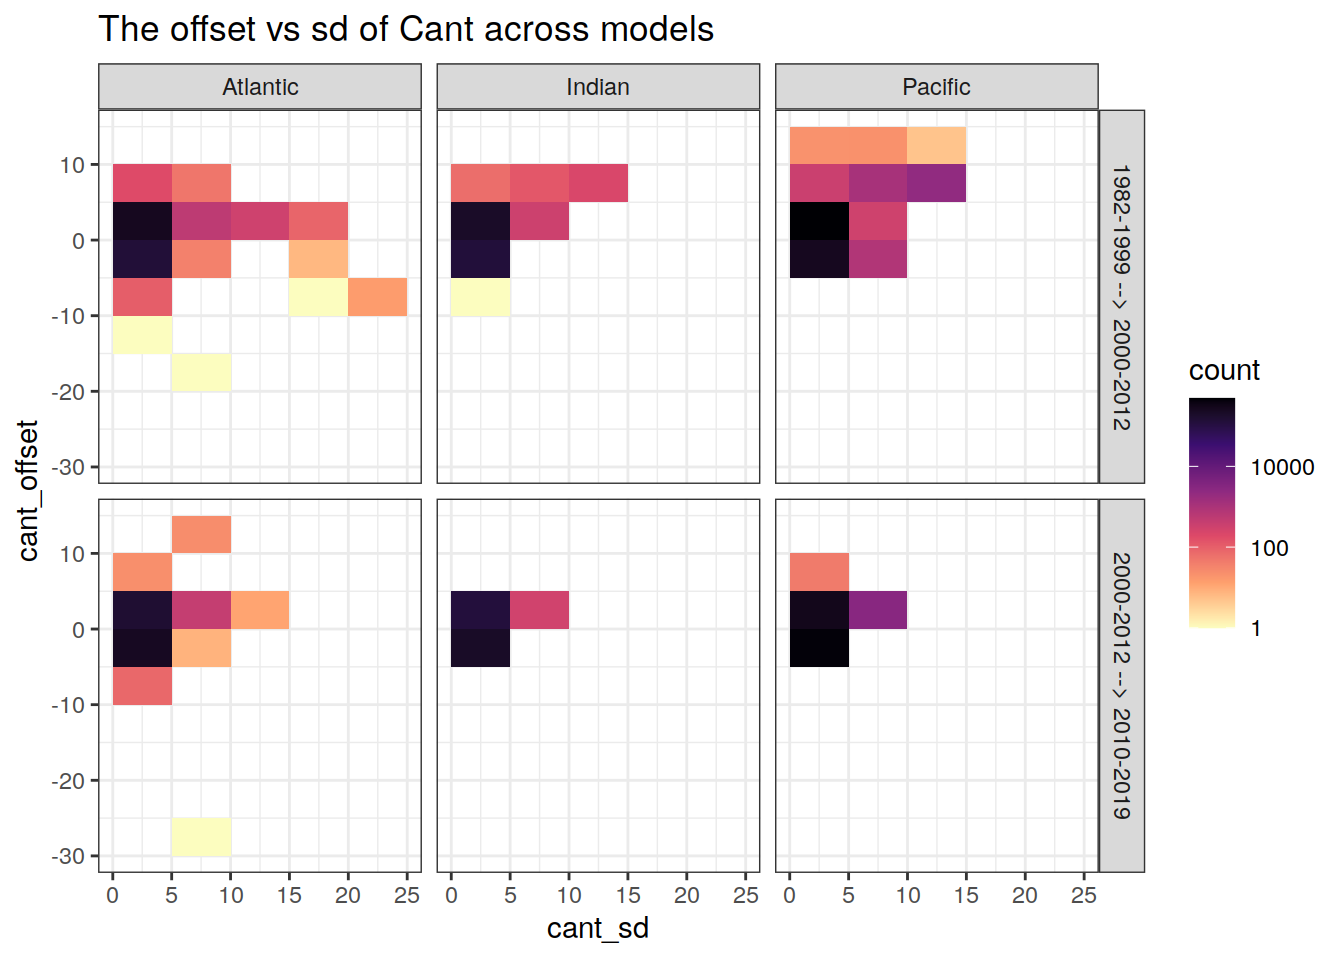 The offset vs sd of Cant across models
Atlantic
Indian
Pacific
10
0
-10
-20
-30
1982-1999 --> 2000-2012
10
0
-10
-20
-30
2000-2012 --> 2010-2019
cant_offset
0 5 10 15 20 25
0 5 10 15 20 25
0 5 10 15 20 25
cant_sd
count
10000
100
1